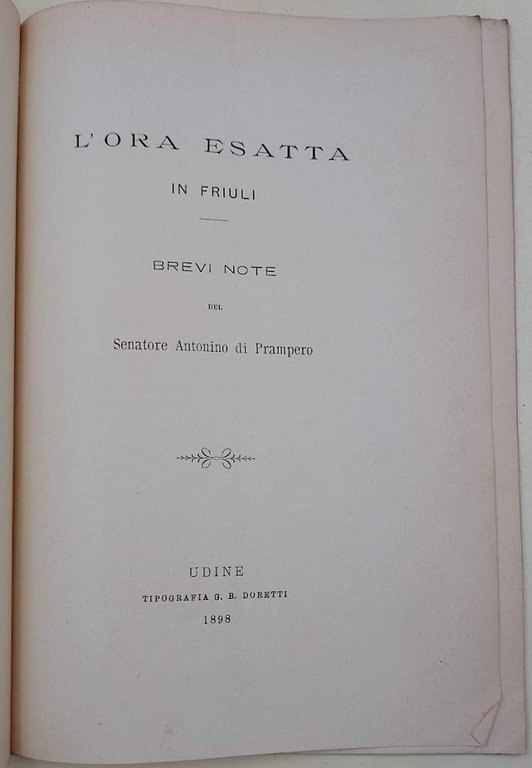 L'ORA ESATTA
IN FRIULI
BREVI NOTE
DEL
Senatore Antonino di Prampero
UDINE
TIPOGRAFIA G. B. DORETTI
1898